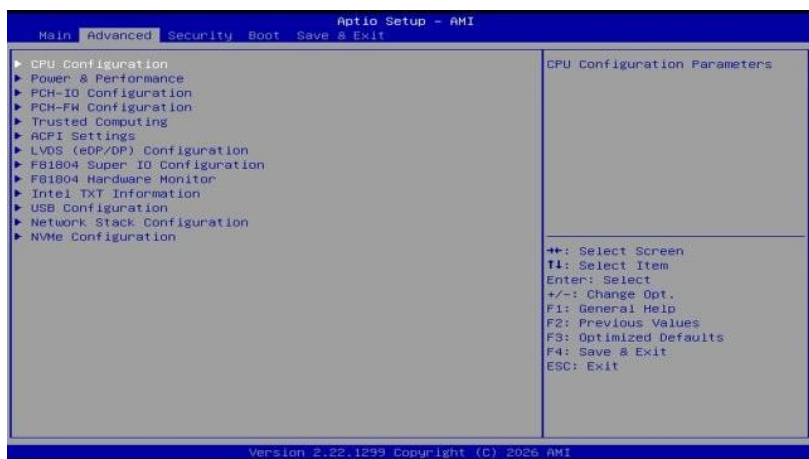 Aptio Setup - AMI
Main Advanced Security Boot Save & Exit
▶ CPU Configuration
▶ Power & Performance
▶ PCH-IO Configuration
▶ PCH-FW Configuration
▶ Trusted Computing
▶ ACPI Settings
▶ LVDS (eDP/DP) Configuration
▶ F81804 Super IO Configuration
▶ F81804 Hardware Monitor
▶ Intel TXT Information
▶ USB Configuration
▶ Network Stack Configuration
▶ NVMe Configuration
CPU Configuration Parameters
→←: Select Screen
↑↓: Select Item
Enter: Select
+/-: Change Opt.
F1: General Help
F2: Previous Values
F3: Optimized Defaults
F4: Save & Exit
ESC: Exit
Version 2.22.1299 Copyright (C) 2026 AMI